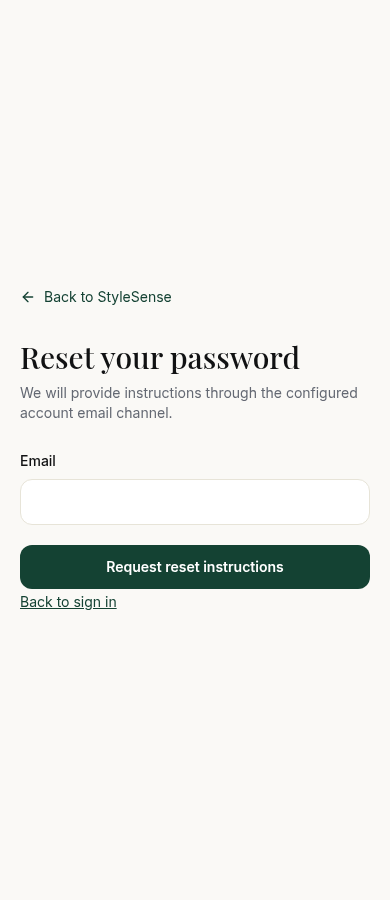 Back to StyleSense
Reset your password
We will provide instructions through the configured
account email channel.
Email
Request reset instructions
Back to sign in